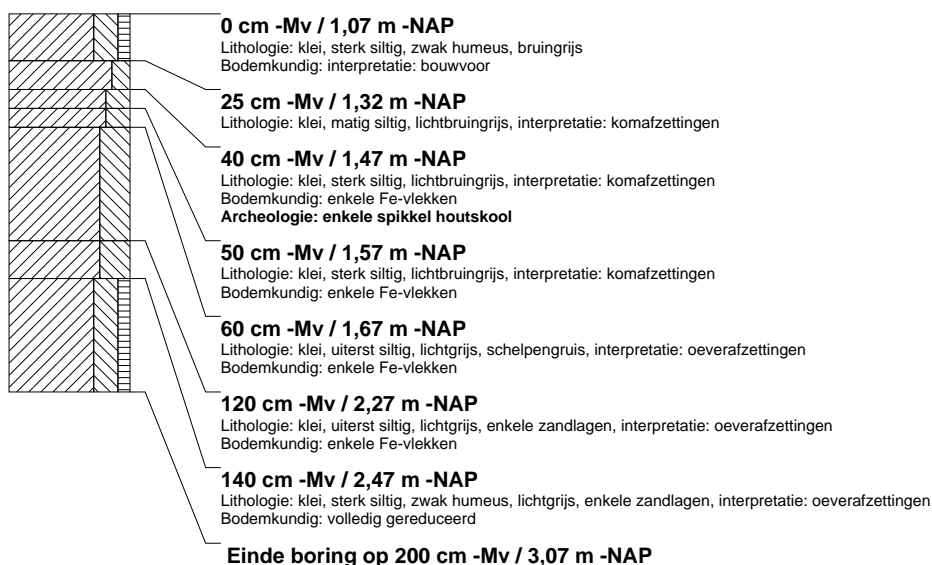 0 cm -Mv / 1,07 m -NAP
Lithologie: klei, sterk siltig, zwak humeus, bruingrijs
Bodemkundig: interpretatie: bouwvoor
25 cm -Mv / 1,32 m -NAP
Lithologie: klei, matig siltig, lichtbruingrijs, interpretatie: komafzettingen
40 cm -Mv / 1,47 m -NAP
Lithologie: klei, sterk siltig, lichtbruingrijs, interpretatie: komafzettingen
Bodemkundig: enkele Fe-vlekken
Archeologie: enkele spikkel houtskool
50 cm -Mv / 1,57 m -NAP
Lithologie: klei, sterk siltig, lichtbruingrijs, interpretatie: komafzettingen
Bodemkundig: enkele Fe-vlekken
60 cm -Mv / 1,67 m -NAP
Lithologie: klei, uiterst siltig, lichtgrijs, schelpengruis, interpretatie: oeverafzettingen
Bodemkundig: enkele Fe-vlekken
120 cm -Mv / 2,27 m -NAP
Lithologie: klei, uiterst siltig, lichtgrijs, enkele zandlagen, interpretatie: oeverafzettingen
Bodemkundig: enkele Fe-vlekken
140 cm -Mv / 2,47 m -NAP
Lithologie: klei, sterk siltig, zwak humeus, lichtgrijs, enkele zandlagen, interpretatie: oeverafzettingen
Bodemkundig: volledig gereduceerd
Einde boring op 200 cm -Mv / 3,07 m -NAP